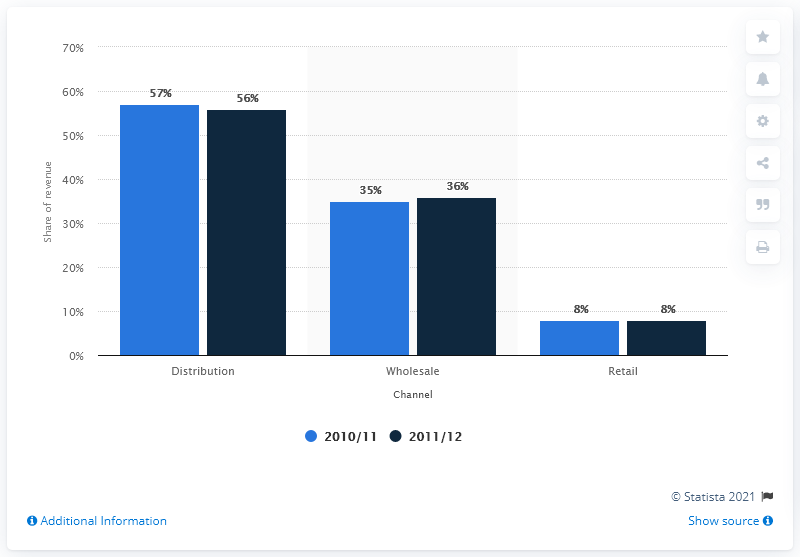 70%
60%
50%
40%
30%
20%
10%
0%
Share of revenue
57%
56%
35%
36%
8%
8%
Distribution
Wholesale
Retail
Channel
2010/11
2011/12
© Statista 2021
Additional Information
Show source